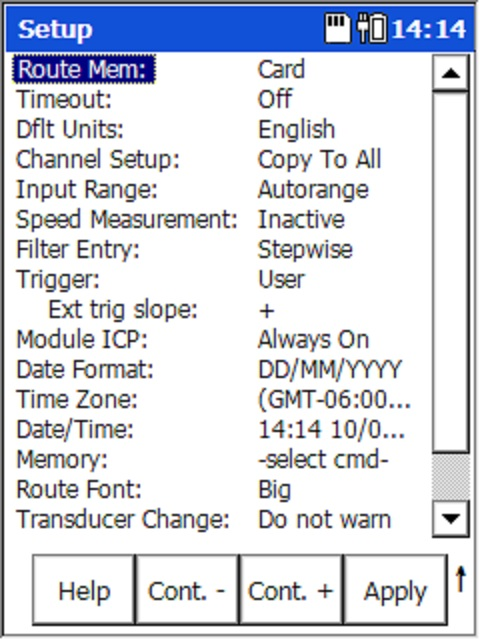 Setup 14:14
Route Mem: Card
Timeout: Off
Dflt Units: English
Channel Setup: Copy To All
Input Range: Autorange
Speed Measurement: Inactive
Filter Entry: Stepwise
Trigger: User
Ext trig slope: +
Module ICP: Always On
Date Format: DD/MM/YYYY
Time Zone: (GMT-06:00...
Date/Time: 14:14 10/0...
Memory: -select cmd-
Route Font: Big
Transducer Change: Do not warn
Help Cont. - Cont. + Apply